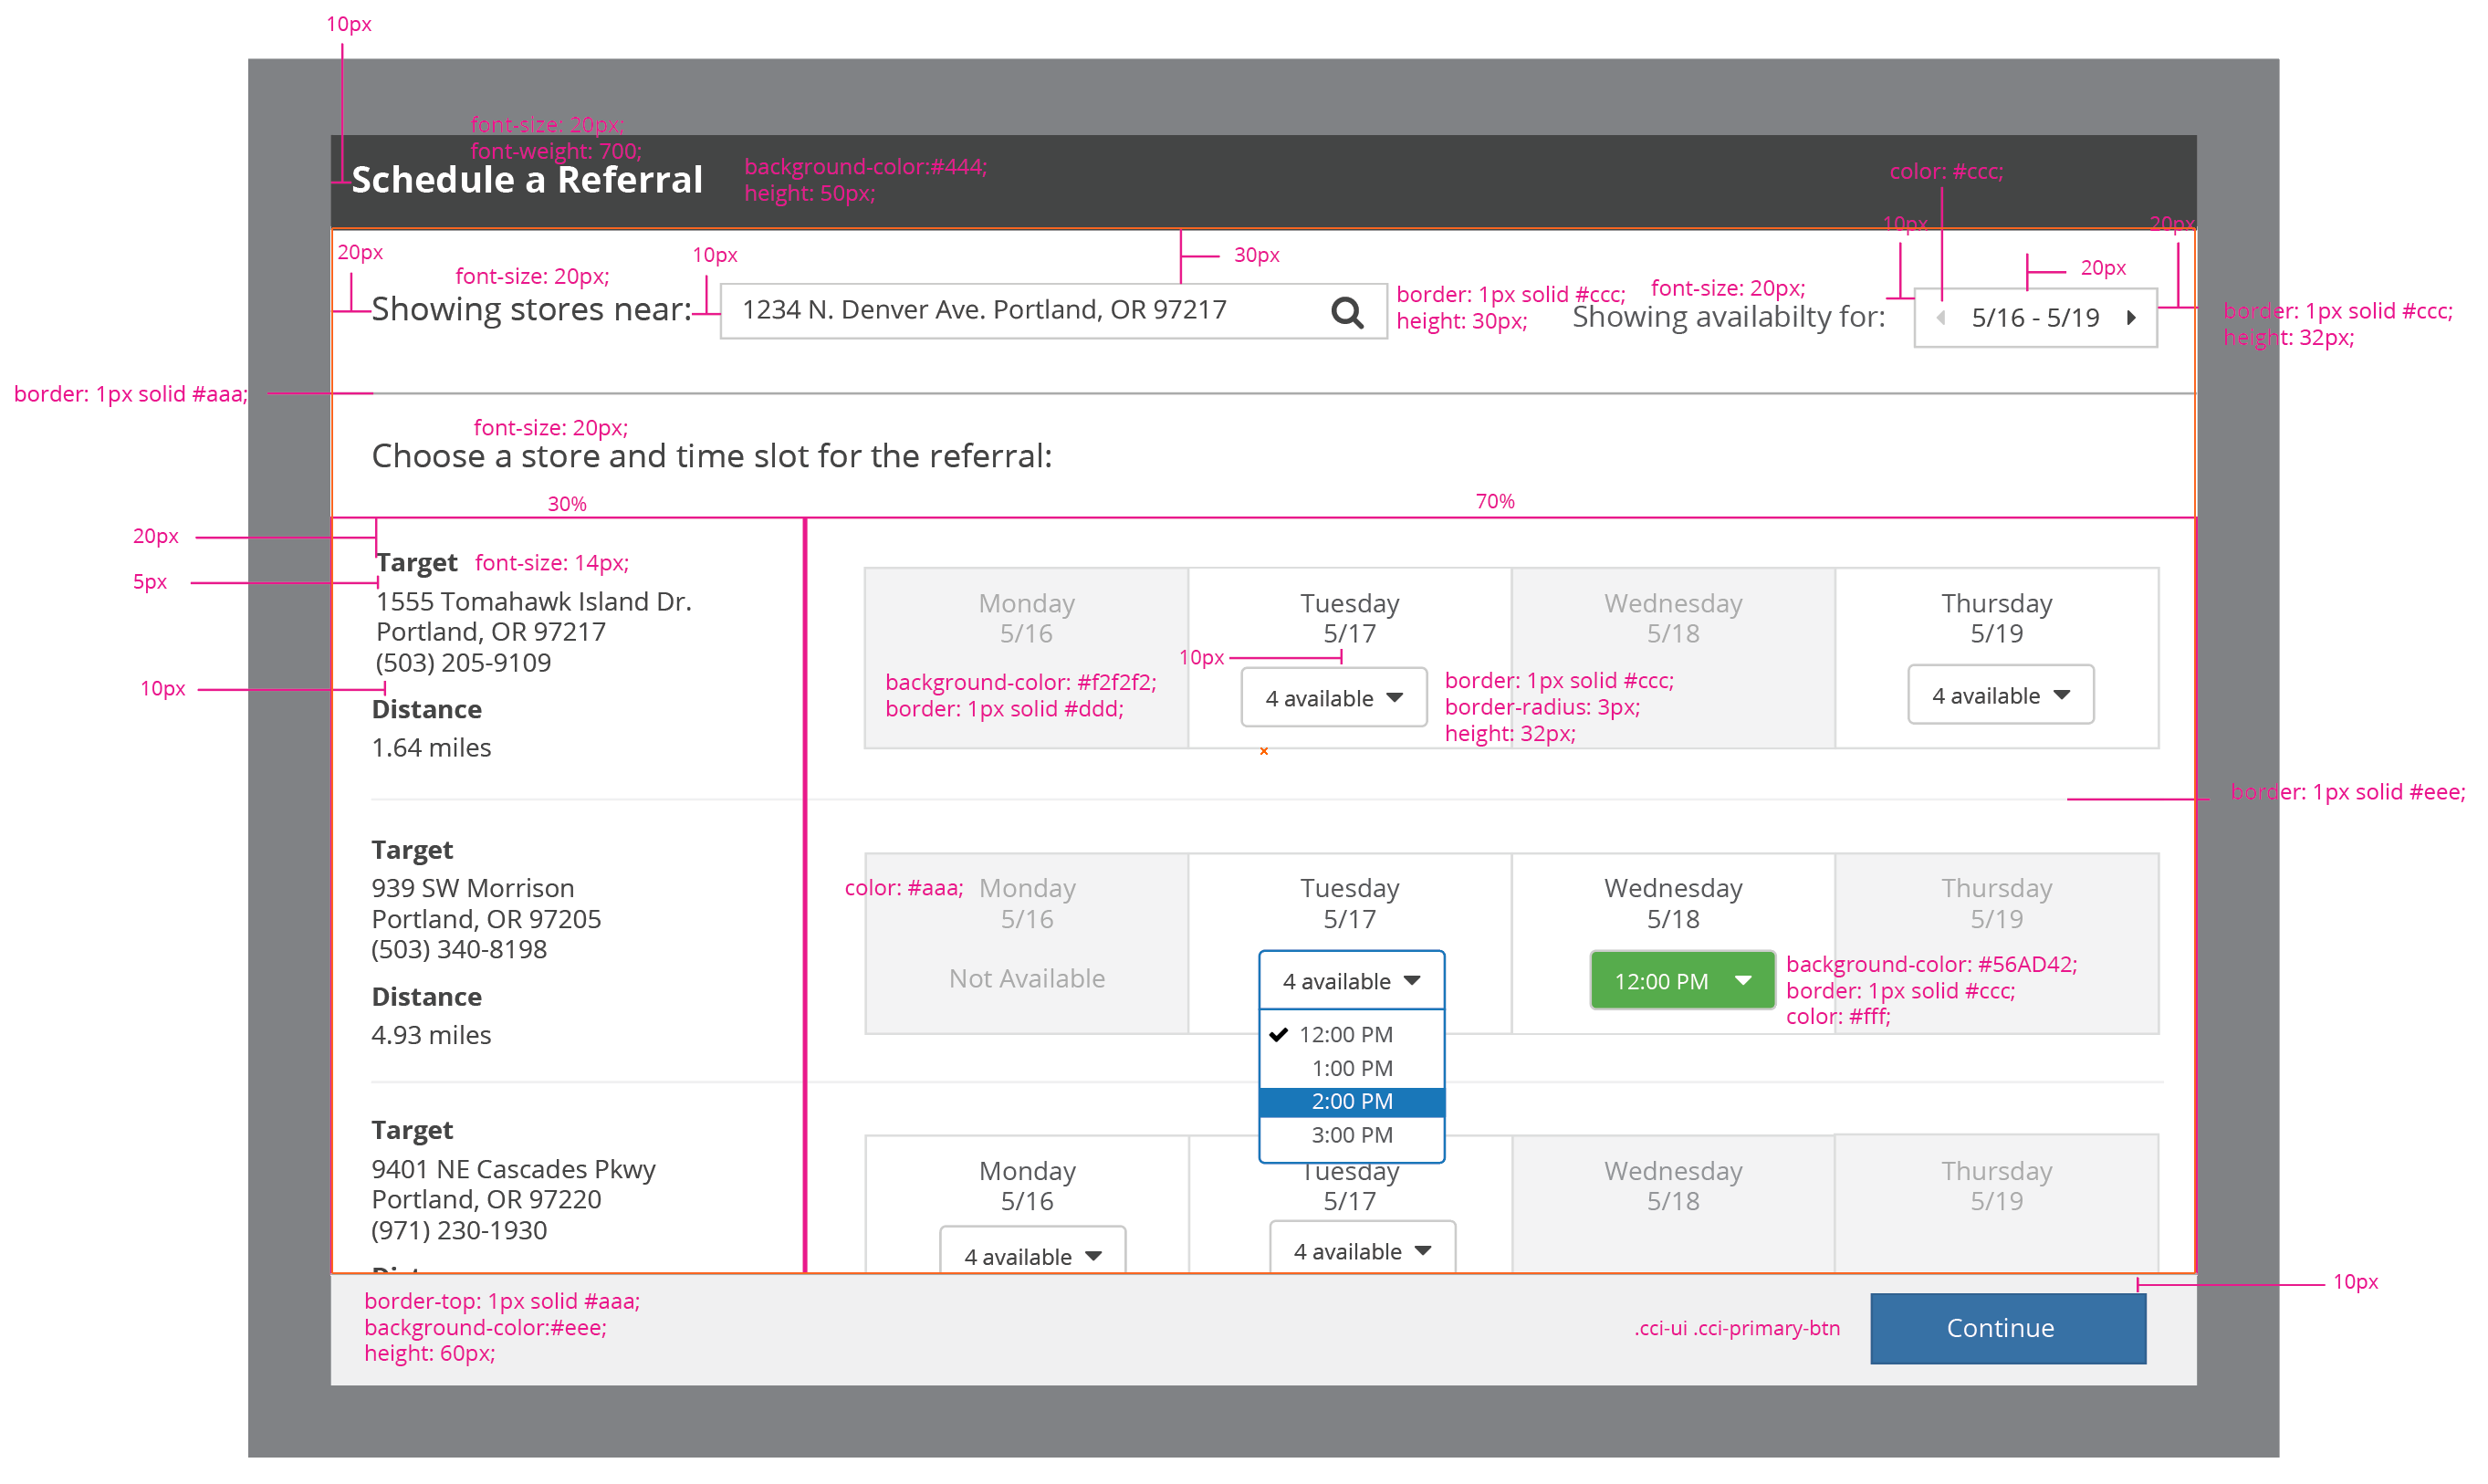 10px
font-size: 20px;
font-weight: 700;
Schedule a Referral
background-color:#444;
height: 50px;
color: #ccc;
10px
20px
20px
font-size: 20px;
10px
30px
20px
Showing stores near:
1234 N. Denver Ave. Portland, OR 97217
border: 1px solid #ccc;
height: 30px;
font-size: 20px;
Showing availabilty for:
5/16 - 5/19
border: 1px solid #ccc;
height: 32px;
border: 1px solid #aaa;
font-size: 20px;
Choose a store and time slot for the referral:
30%
70%
20px
Target
font-size: 14px;
5px
1555 Tomahawk Island Dr.
Portland, OR 97217
(503) 205-9109
10px
Distance
1.64 miles
Monday
5/16
background-color: #f2f2f2;
border: 1px solid #ddd;
Tuesday
5/17
10px
4 available
border: 1px solid #ccc;
border-radius: 3px;
height: 32px;
Wednesday
5/18
Thursday
5/19
4 available
border: 1px solid #eee;
Target
939 SW Morrison
Portland, OR 97205
(503) 340-8198
Distance
4.93 miles
color: #aaa;
Monday
5/16
Not Available
Tuesday
5/17
4 available
12:00 PM
1:00 PM
2:00 PM
3:00 PM
Wednesday
5/18
12:00 PM
background-color: #56AD42;
border: 1px solid #ccc;
color: #fff;
Thursday
5/19
Target
9401 NE Cascades Pkwy
Portland, OR 97220
(971) 230-1930
Monday
5/16
4 available
Tuesday
5/17
4 available
Wednesday
5/18
Thursday
5/19
border-top: 1px solid #aaa;
background-color:#eee;
height: 60px;
.cci-ui .cci-primary-btn
Continue
10px